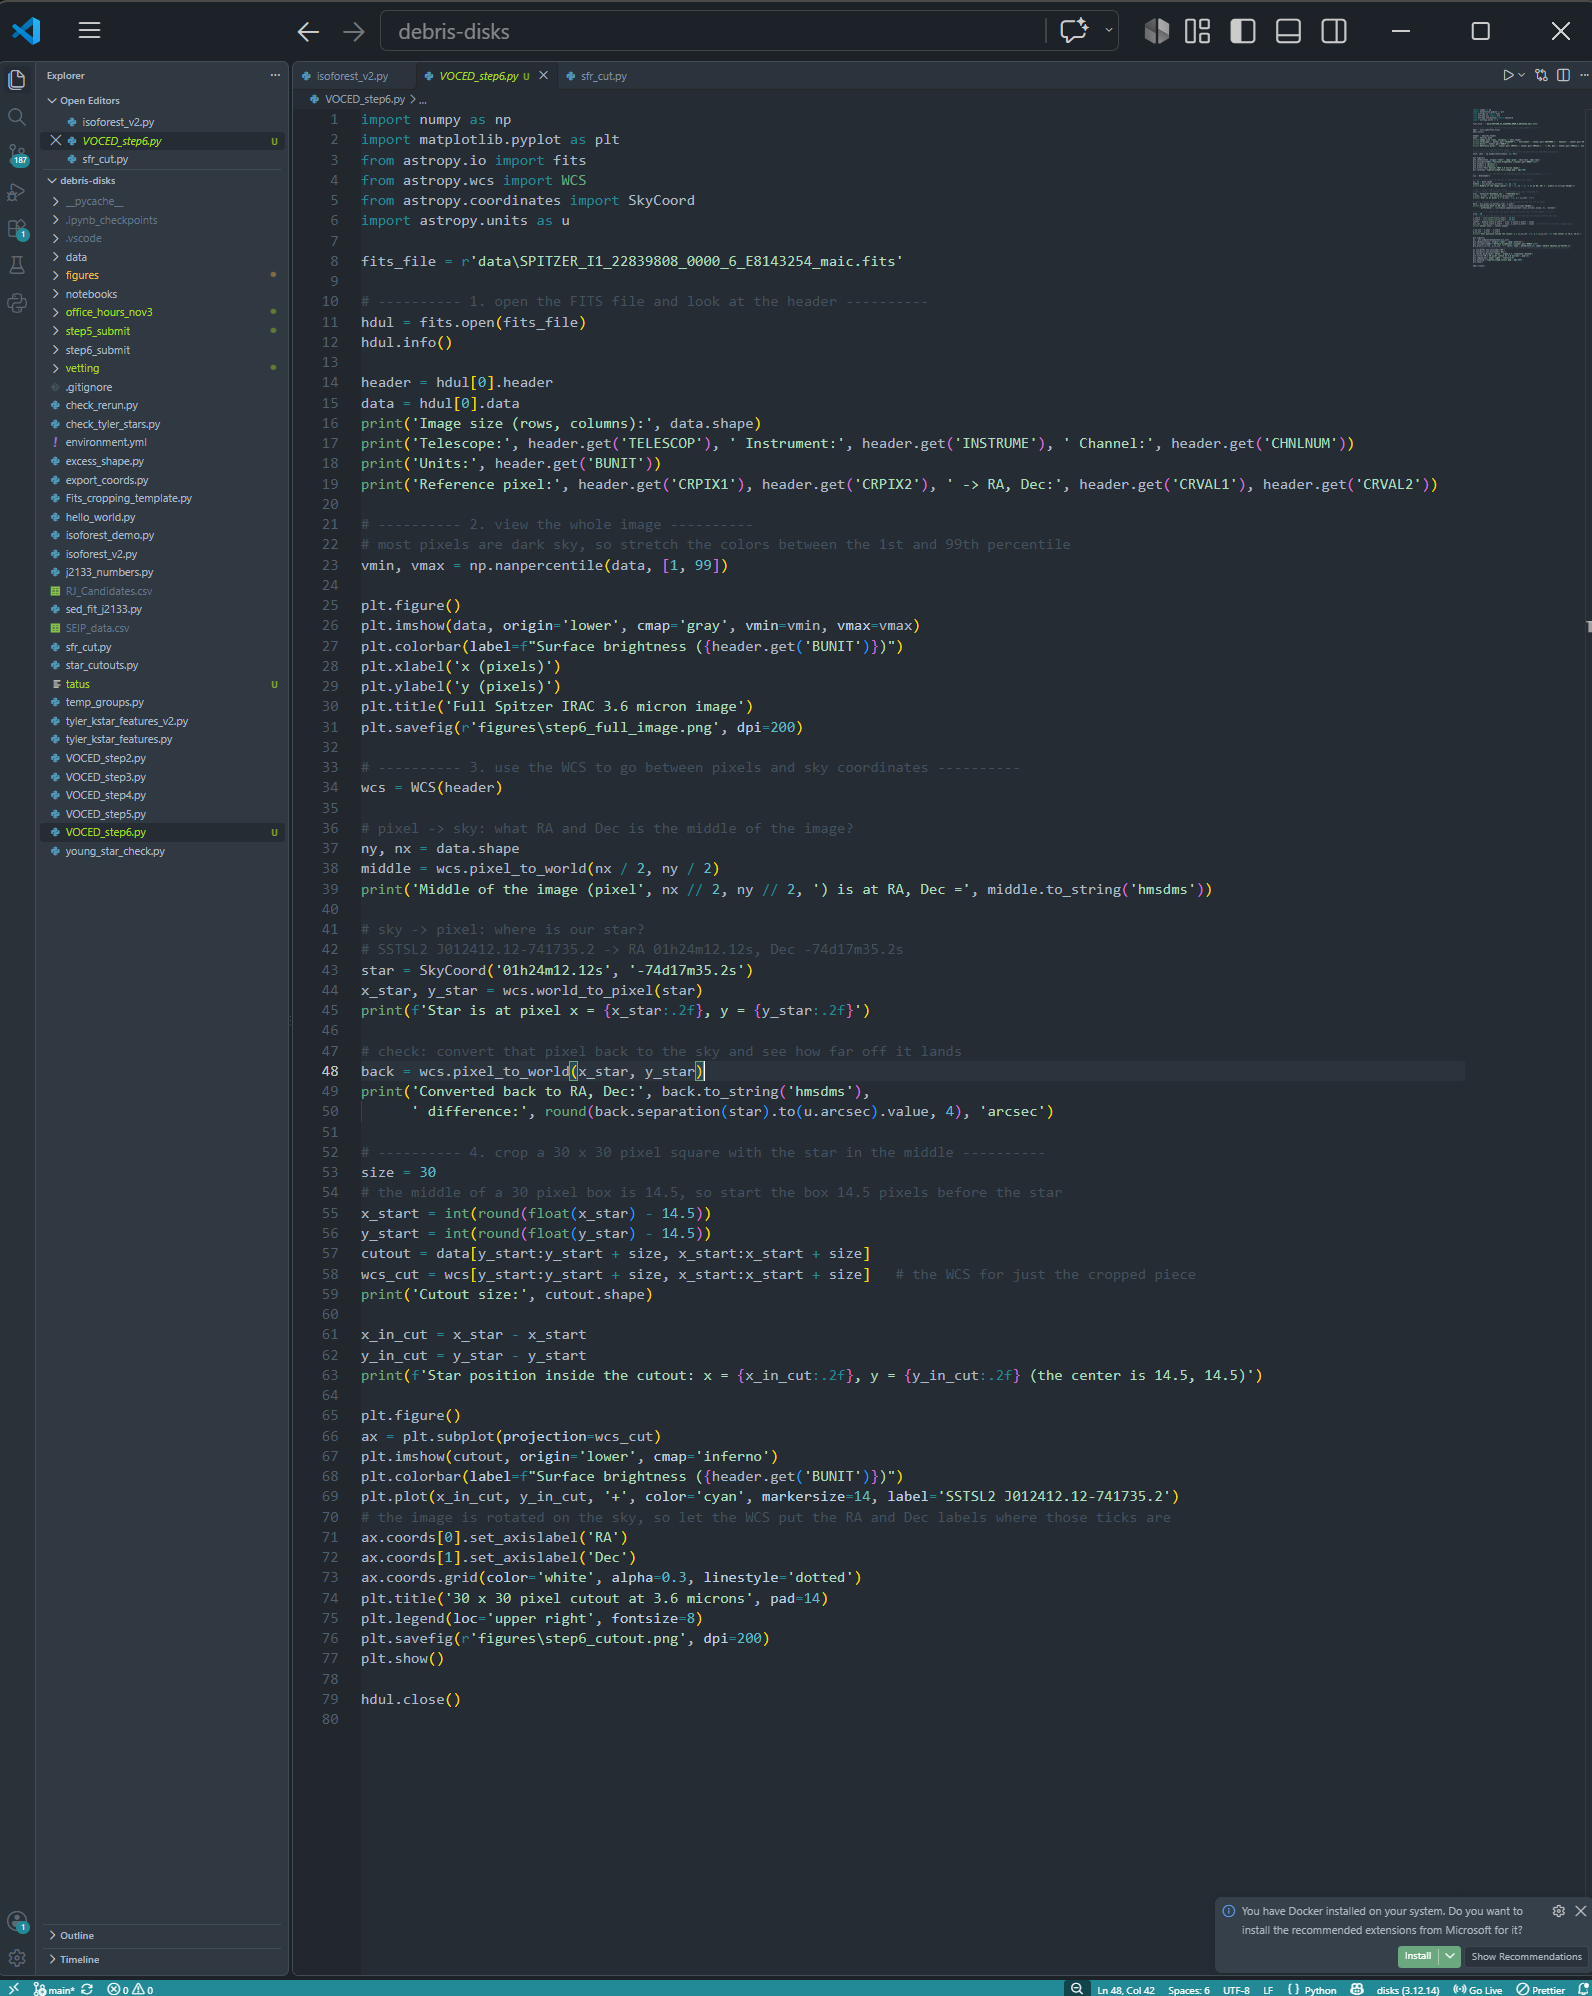 debris-disks
Explorer
Open Editors
isoforest_v2.py
VOCED_step6.py U
sfr_cut.py
debris-disks
__pycache__
.ipynb_checkpoints
.vscode
data
figures
notebooks
office_hours_nov3
step5_submit
step6_submit
vetting
.gitignore
check_rerun.py
check_tyler_stars.py
environment.yml
excess_shape.py
export_coords.py
Fits_cropping_template.py
hello_world.py
isoforest_demo.py
isoforest_v2.py
j2133_numbers.py
RJ_Candidates.csv
sed_fit_j2133.py
SEIP_data.csv
sfr_cut.py
star_cutouts.py
tatus U
temp_groups.py
tyler_kstar_features_v2.py
tyler_kstar_features.py
VOCED_step2.py
VOCED_step3.py
VOCED_step4.py
VOCED_step5.py
VOCED_step6.py U
young_star_check.py
Outline
Timeline
187
1
1
isoforest_v2.py VOCED_step6.py U sfr_cut.py
VOCED_step6.py > ...
1 import numpy as np
2 import matplotlib.pyplot as plt
3 from astropy.io import fits
4 from astropy.wcs import WCS
5 from astropy.coordinates import SkyCoord
6 import astropy.units as u
7
8 fits_file = r'data\SPITZER_I1_22839808_0000_6_E8143254_maic.fits'
9
10 # ---------- 1. open the FITS file and look at the header ----------
11 hdul = fits.open(fits_file)
12 hdul.info()
13
14 header = hdul[0].header
15 data = hdul[0].data
16 print('Image size (rows, columns):', data.shape)
17 print('Telescope:', header.get('TELESCOP'), ' Instrument:', header.get('INSTRUME'), ' Channel:', header.get('CHNLNUM'))
18 print('Units:', header.get('BUNIT'))
19 print('Reference pixel:', header.get('CRPIX1'), header.get('CRPIX2'), ' -> RA, Dec:', header.get('CRVAL1'), header.get('CRVAL2'))
20
21 # ---------- 2. view the whole image ----------
22 # most pixels are dark sky, so stretch the colors between the 1st and 99th percentile
23 vmin, vmax = np.nanpercentile(data, [1, 99])
24
25 plt.figure()
26 plt.imshow(data, origin='lower', cmap='gray', vmin=vmin, vmax=vmax)
27 plt.colorbar(label=f"Surface brightness ({header.get('BUNIT')})")
28 plt.xlabel('x (pixels)')
29 plt.ylabel('y (pixels)')
30 plt.title('Full Spitzer IRAC 3.6 micron image')
31 plt.savefig(r'figures\step6_full_image.png', dpi=200)
32
33 # ---------- 3. use the WCS to go between pixels and sky coordinates ----------
34 wcs = WCS(header)
35
36 # pixel -> sky: what RA and Dec is the middle of the image?
37 ny, nx = data.shape
38 middle = wcs.pixel_to_world(nx / 2, ny / 2)
39 print('Middle of the image (pixel', nx // 2, ny // 2, ') is at RA, Dec =', middle.to_string('hmsdms'))
40
41 # sky -> pixel: where is our star?
42 # SSTSL2 J012412.12-741735.2 -> RA 01h24m12.12s, Dec -74d17m35.2s
43 star = SkyCoord('01h24m12.12s', '-74d17m35.2s')
44 x_star, y_star = wcs.world_to_pixel(star)
45 print(f'Star is at pixel x = {x_star:.2f}, y = {y_star:.2f}')
46
47 # check: convert that pixel back to the sky and see how far off it lands
48 back = wcs.pixel_to_world(x_star, y_star)
49 print('Converted back to RA, Dec:', back.to_string('hmsdms'),
50 ' difference:', round(back.separation(star).to(u.arcsec).value, 4), 'arcsec')
51
52 # ---------- 4. crop a 30 x 30 pixel square with the star in the middle ----------
53 size = 30
54 # the middle of a 30 pixel box is 14.5, so start the box 14.5 pixels before the star
55 x_start = int(round(float(x_star) - 14.5))
56 y_start = int(round(float(y_star) - 14.5))
57 cutout = data[y_start:y_start + size, x_start:x_start + size]
58 wcs_cut = wcs[y_start:y_start + size, x_start:x_start + size] # the WCS for just the cropped piece
59 print('Cutout size:', cutout.shape)
60
61 x_in_cut = x_star - x_start
62 y_in_cut = y_star - y_start
63 print(f'Star position inside the cutout: x = {x_in_cut:.2f}, y = {y_in_cut:.2f} (the center is 14.5, 14.5)')
64
65 plt.figure()
66 ax = plt.subplot(projection=wcs_cut)
67 plt.imshow(cutout, origin='lower', cmap='inferno')
68 plt.colorbar(label=f"Surface brightness ({header.get('BUNIT')})")
69 plt.plot(x_in_cut, y_in_cut, '+', color='cyan', markersize=14, label='SSTSL2 J012412.12-741735.2')
70 # the image is rotated on the sky, so let the WCS put the RA and Dec labels where those ticks are
71 ax.coords[0].set_axislabel('RA')
72 ax.coords[1].set_axislabel('Dec')
73 ax.coords.grid(color='white', alpha=0.3, linestyle='dotted')
74 plt.title('30 x 30 pixel cutout at 3.6 microns', pad=14)
75 plt.legend(loc='upper right', fontsize=8)
76 plt.savefig(r'figures\step6_cutout.png', dpi=200)
77 plt.show()
78
79 hdul.close()
80
You have Docker installed on your system. Do you want to
install the recommended extensions from Microsoft for it?
Install Show Recommendations
main* 0 0 Ln 48, Col 42 Spaces: 6 UTF-8 LF { } Python disks (3.12.14) Go Live Prettier